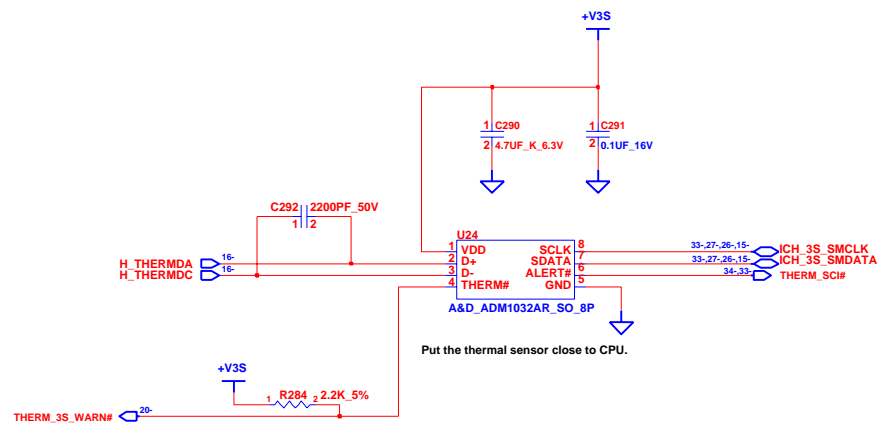 +V3S
1 C290
2 4.7UF_K_6.3V
1 C291
2 0.1UF_16V
C292 2200PF_50V
1 2
U24
H_THERMDA 16-
H_THERMDC 16-
1 VDD SCLK 8
2 D+ SDATA 7
3 D- ALERT# 6
4 THERM# GND 5
33-,27-,26-,15- ICH_3S_SMCLK
33-,27-,26-,15- ICH_3S_SMDATA
34-,33- THERM_SCI#
A&D_ADM1032AR_SO_8P
Put the thermal sensor close to CPU.
+V3S
1 R284 2 2.2K_5%
THERM_3S_WARN# 20-